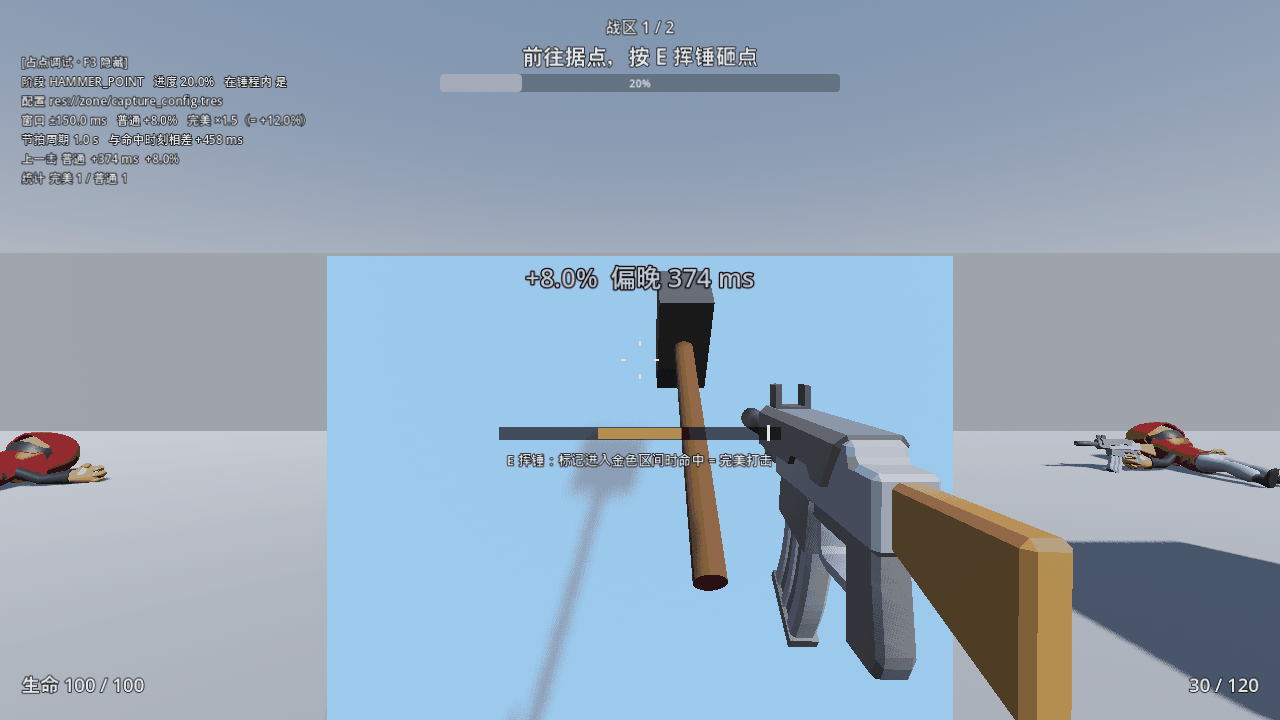 战区 1 / 2
前往据点，按 E 挥锤砸点
20%
[占点调试 · F3 隐藏]
阶段 HAMMER_POINT 进度 20.0% 在锤程内 是
配置 res://zone/capture_config.tres
窗口 ±150.0 ms 普通 +8.0% 完美 ×1.5（= +12.0%）
节拍周期 1.0 s 与命中时刻相差 +458 ms
上一击 普通 +374 ms +8.0%
统计 完美 1 / 普通 1
+8.0% 偏晚 374 ms
E 挥锤：标记进入金色区间时命中 = 完美打击
生命 100 / 100
30 / 120